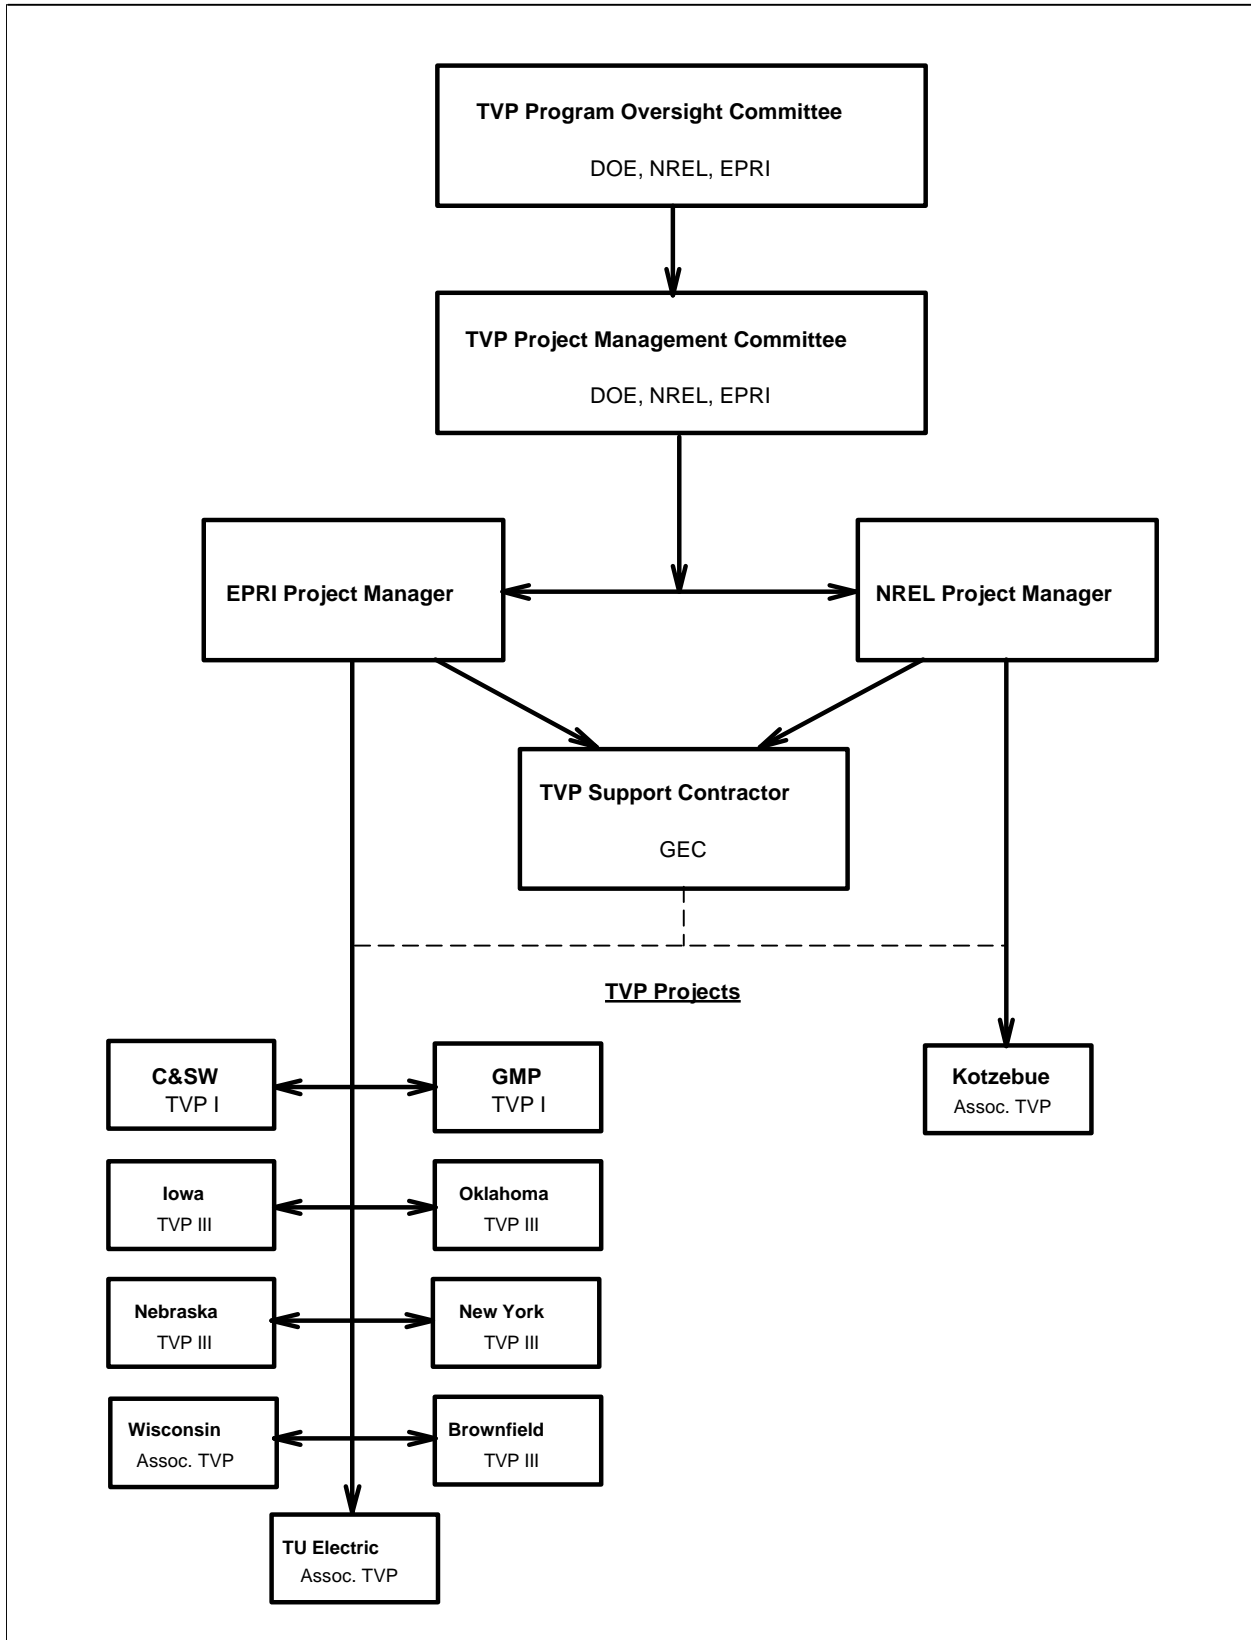 TVP Program Oversight Committee
DOE, NREL, EPRI
TVP Project Management Committee
DOE, NREL, EPRI
EPRI Project Manager
NREL Project Manager
TVP Support Contractor
GEC
TVP Projects
C&SW
TVP I
GMP
TVP I
Kotzebue
Assoc. TVP
Iowa
TVP III
Oklahoma
TVP III
Nebraska
TVP III
New York
TVP III
Wisconsin
Assoc. TVP
Brownfield
TVP III
TU Electric
Assoc. TVP